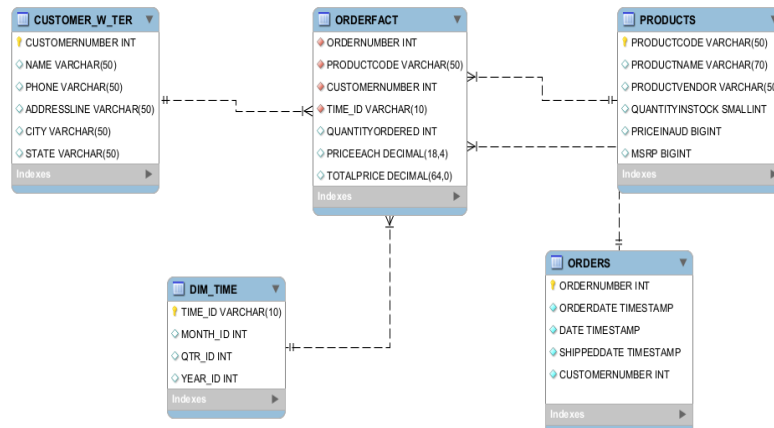 CUSTOMER_W_TER
CUSTOMERNUMBER INT
NAME VARCHAR(50)
PHONE VARCHAR(50)
ADDRESSLINE VARCHAR(50)
CITY VARCHAR(50)
STATE VARCHAR(50)
Indexes
ORDERFACT
ORDERNUMBER INT
PRODUCTCODE VARCHAR(50)
CUSTOMERNUMBER INT
TIME_ID VARCHAR(10)
QUANTITYORDERED INT
PRICEEACH DECIMAL(18,4)
TOTALPRICE DECIMAL(64,0)
Indexes
PRODUCTS
PRODUCTCODE VARCHAR(50)
PRODUCTNAME VARCHAR(70)
PRODUCTVENDOR VARCHAR(50
QUANTITYINSTOCK SMALLINT
PRICEINAUD BIGINT
MSRP BIGINT
Indexes
DIM_TIME
TIME_ID VARCHAR(10)
MONTH_ID INT
QTR_ID INT
YEAR_ID INT
Indexes
ORDERS
ORDERNUMBER INT
ORDERDATE TIMESTAMP
DATE TIMESTAMP
SHIPPEDDATE TIMESTAMP
CUSTOMERNUMBER INT
Indexes